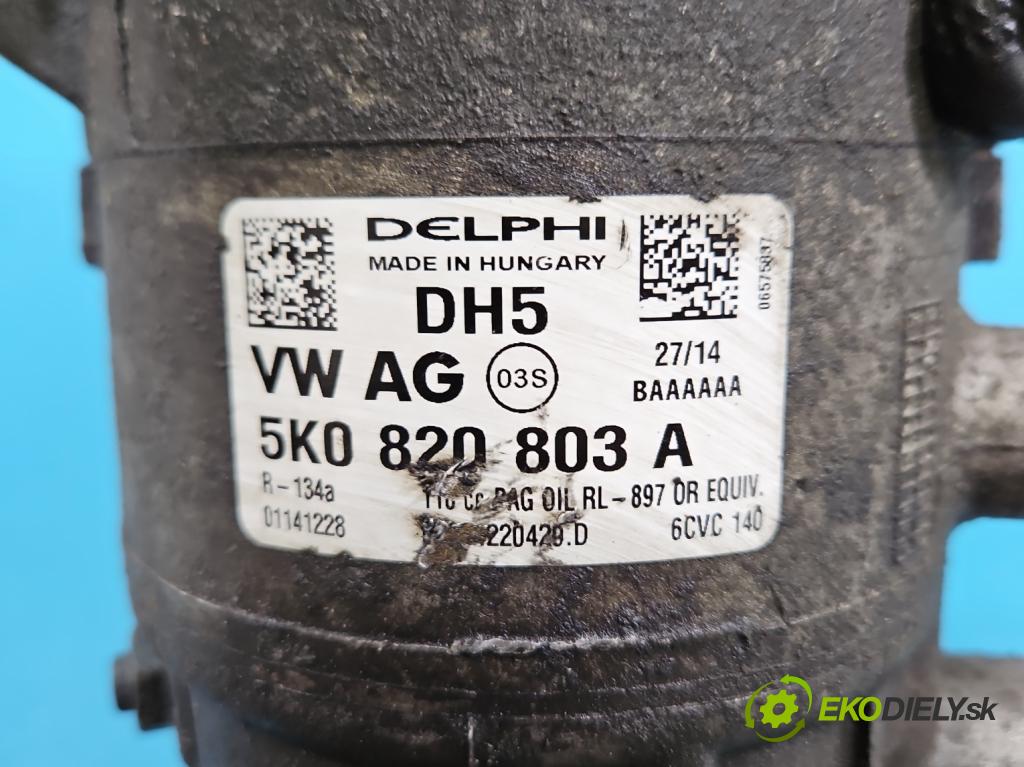 DELPHI
MADE IN HUNGARY
DH5
06575837
VW AG 03S
27/14
BAAAAAA
5K0 820 803 A
R-134a
PAG OIL RL-897 OR EQUIV.
01141228
220429.D
6CVC 140
EKODIELY.sk